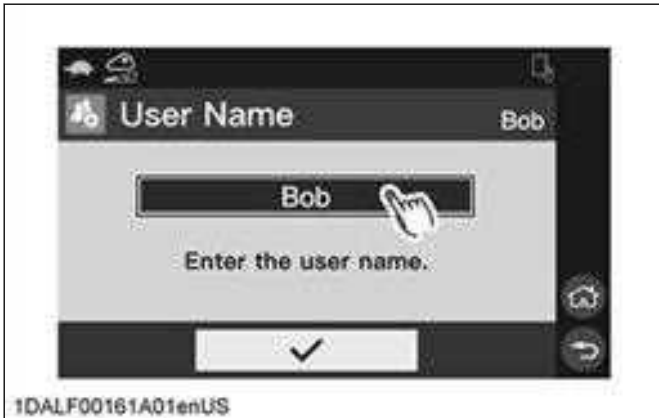 User Name
Bob
Bob
Enter the user name.
1DALF00161A01enUS